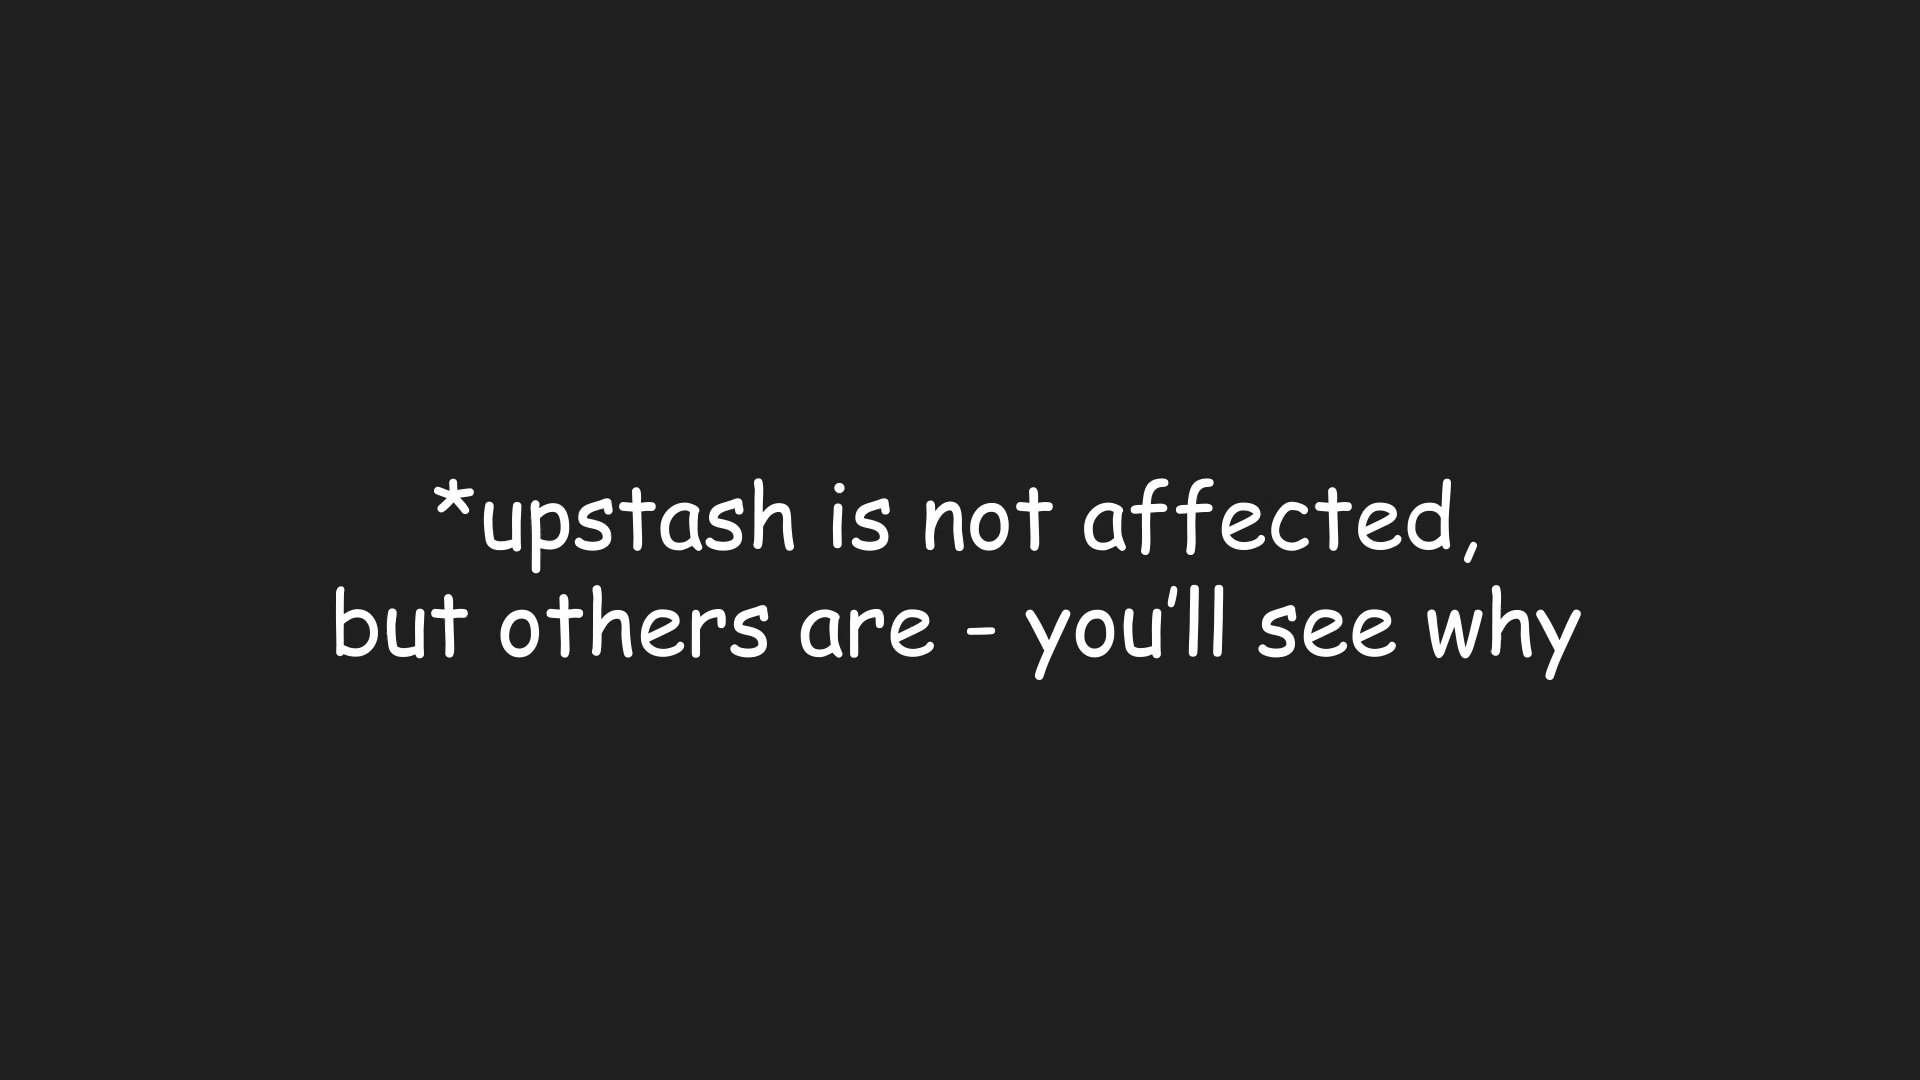 *upstash is not affected,
but others are - you'll see why